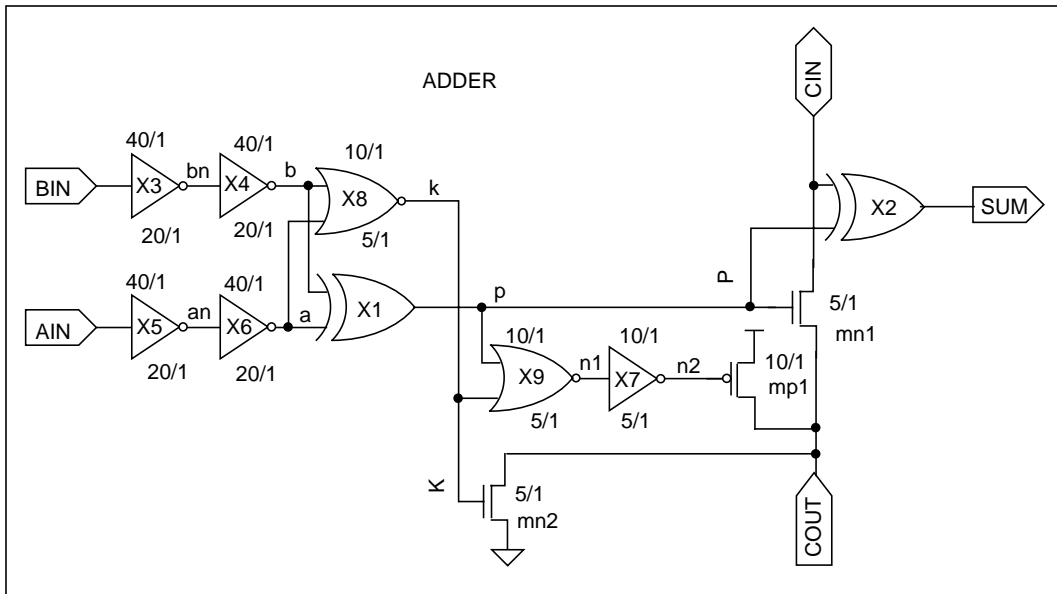 ADDER
CIN
40/1
40/1
10/1
bn
b
k
BIN
X3
X4
X8
X2
SUM
20/1
20/1
5/1
40/1
40/1
P
an
a
X1
p
5/1
AIN
X5
X6
mn1
20/1
20/1
10/1
10/1
10/1
X9
n1
X7
n2
mp1
5/1
5/1
K
5/1
mn2
COUT